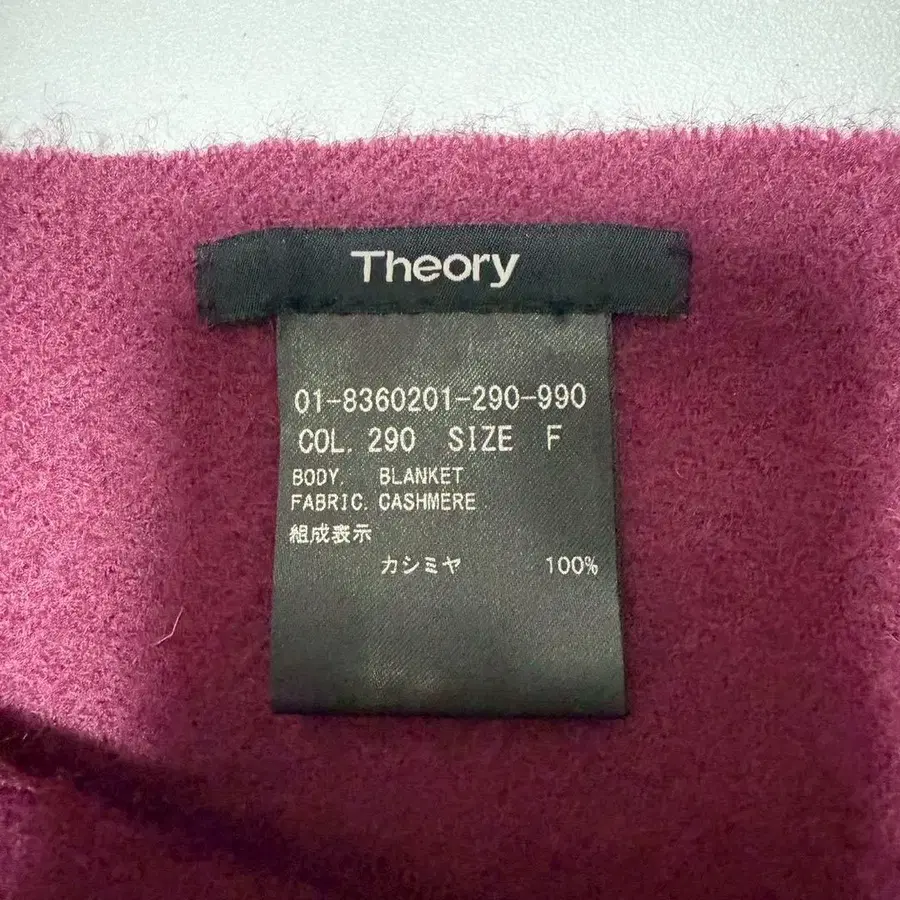 Theory
01-8360201-290-990
COL. 290 SIZE F
BODY. BLANKET
FABRIC. CASHMERE
組成表示
カシミヤ 100%